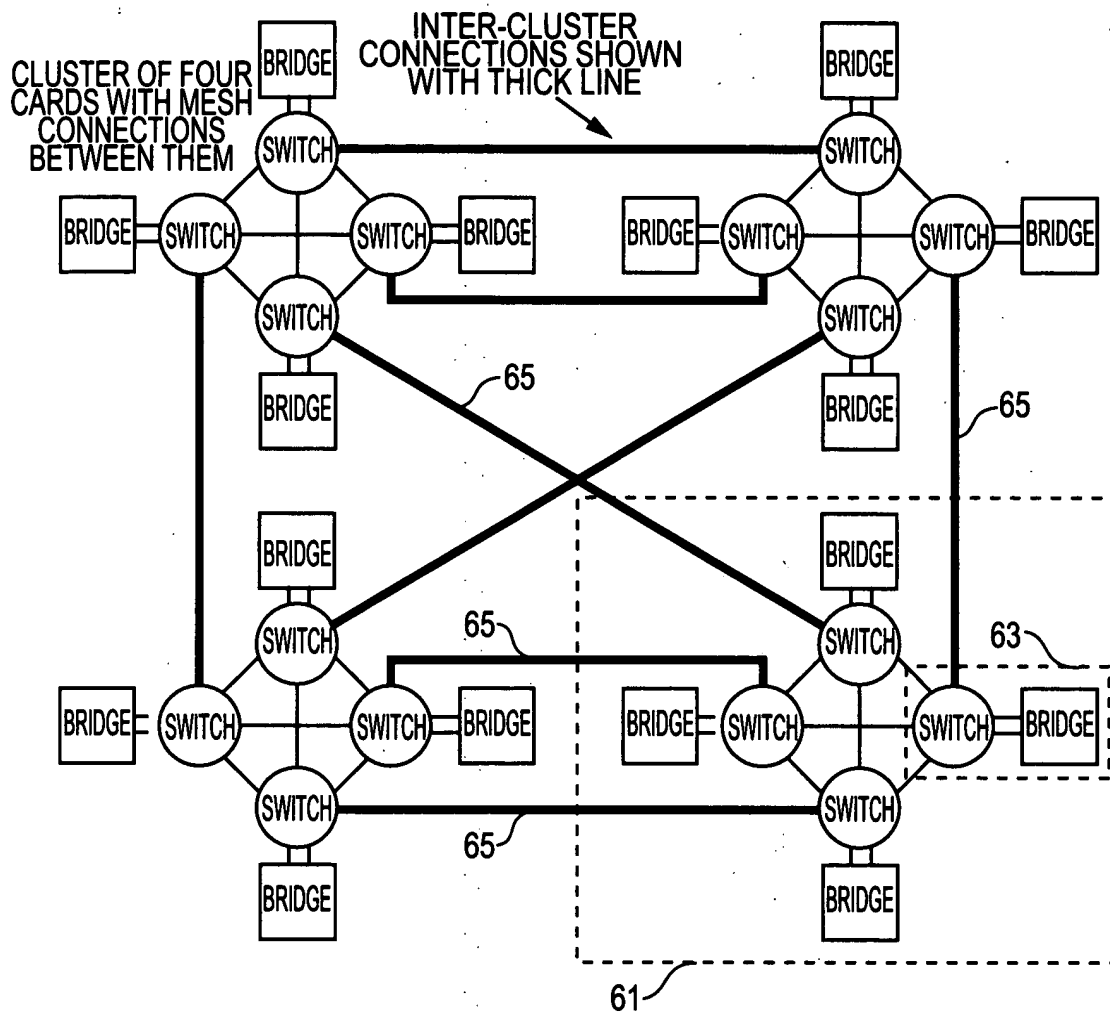 INTER-CLUSTER
CONNECTIONS SHOWN
WITH THICK LINE
CLUSTER OF FOUR
CARDS WITH MESH
CONNECTIONS
BETWEEN THEM
BRIDGE
BRIDGE
SWITCH
SWITCH
BRIDGE
SWITCH
SWITCH
BRIDGE
BRIDGE
SWITCH
SWITCH
BRIDGE
SWITCH
SWITCH
BRIDGE
BRIDGE
65
65
BRIDGE
BRIDGE
SWITCH
SWITCH
63
65
BRIDGE
SWITCH
SWITCH
BRIDGE
BRIDGE
SWITCH
SWITCH
BRIDGE
SWITCH
SWITCH
65
BRIDGE
BRIDGE
61